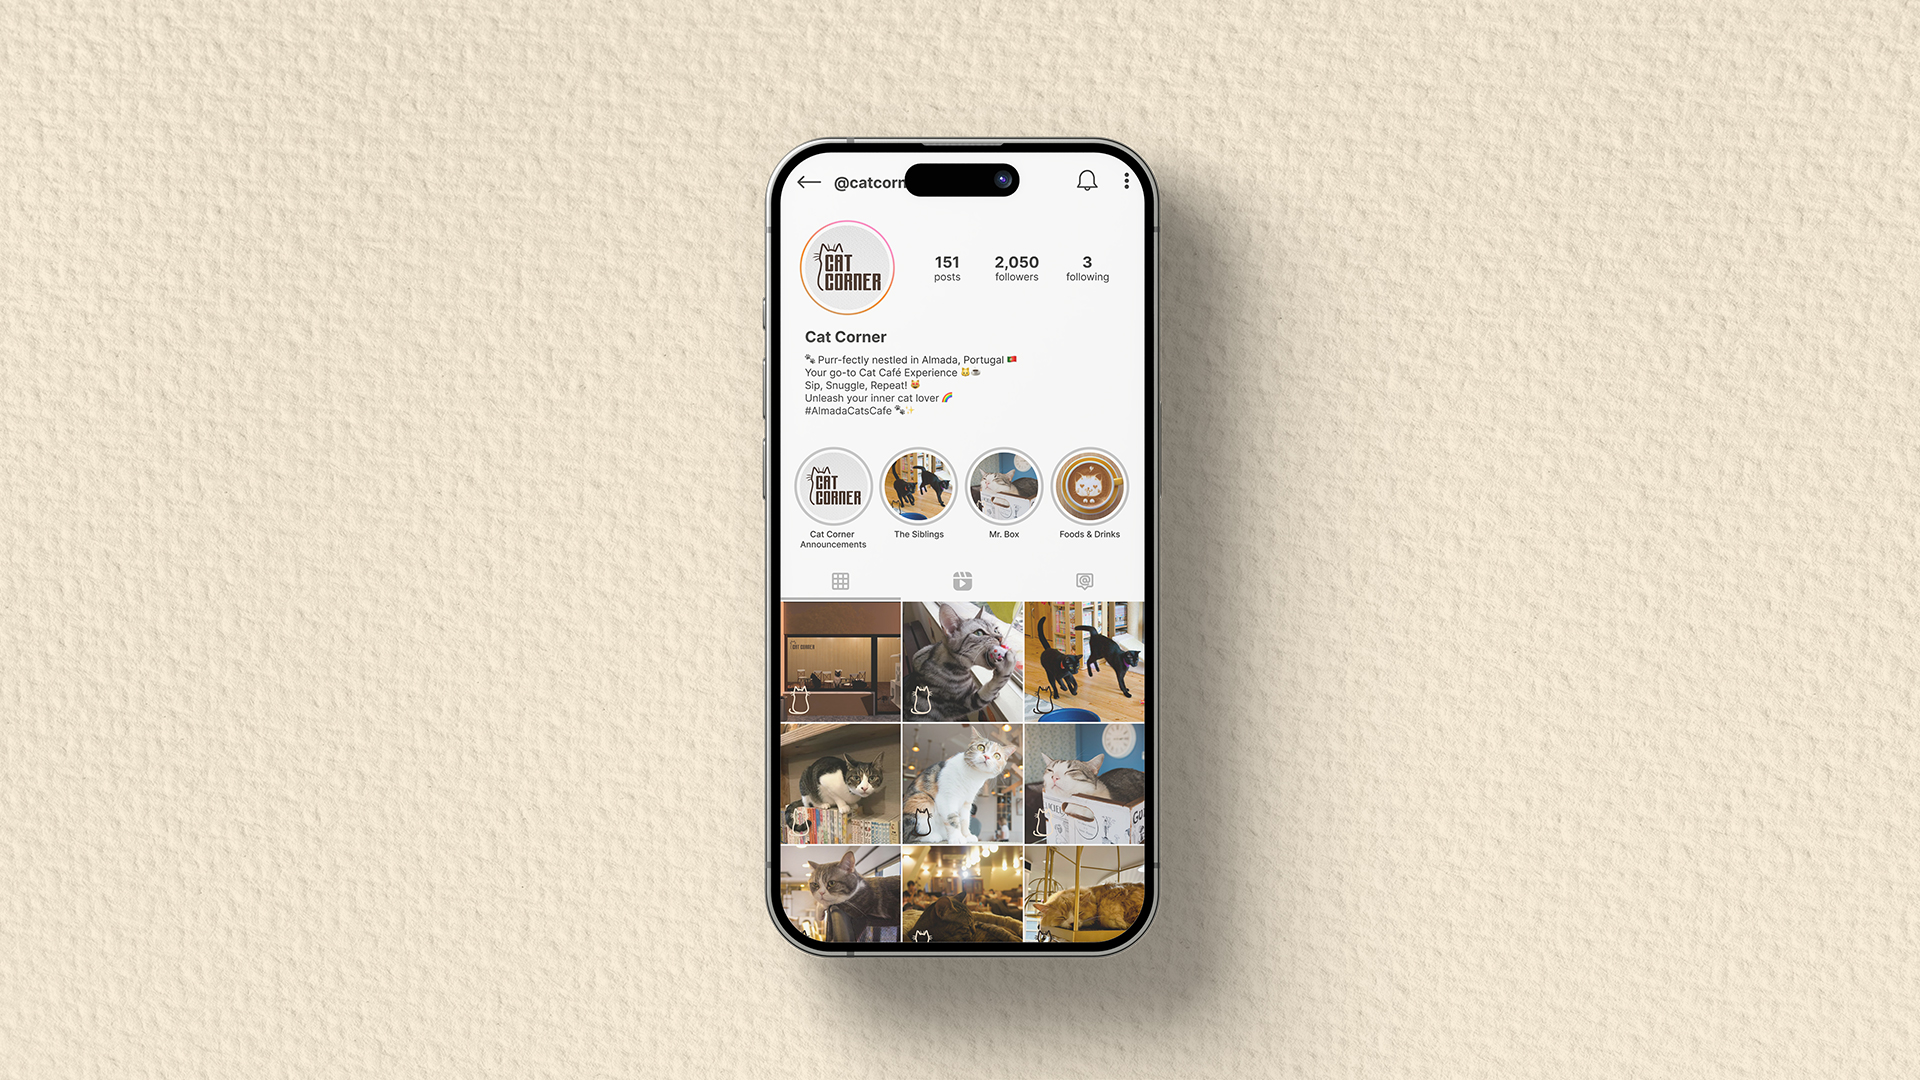 @catcorn
CAT
CORNER
151
posts
2,050
followers
3
following
Cat Corner
🐾 Purr-fectly nestled in Almada, Portugal 🇵🇹
Your go-to Cat Café Experience 🐱☕
Sip, Snuggle, Repeat! 😻
Unleash your inner cat lover 🌈
#AlmadaCatsCafe 🐾✨
CAT
CORNER
Cat Corner
Announcements
The Siblings
Mr. Box
Foods & Drinks
CAT CORNER